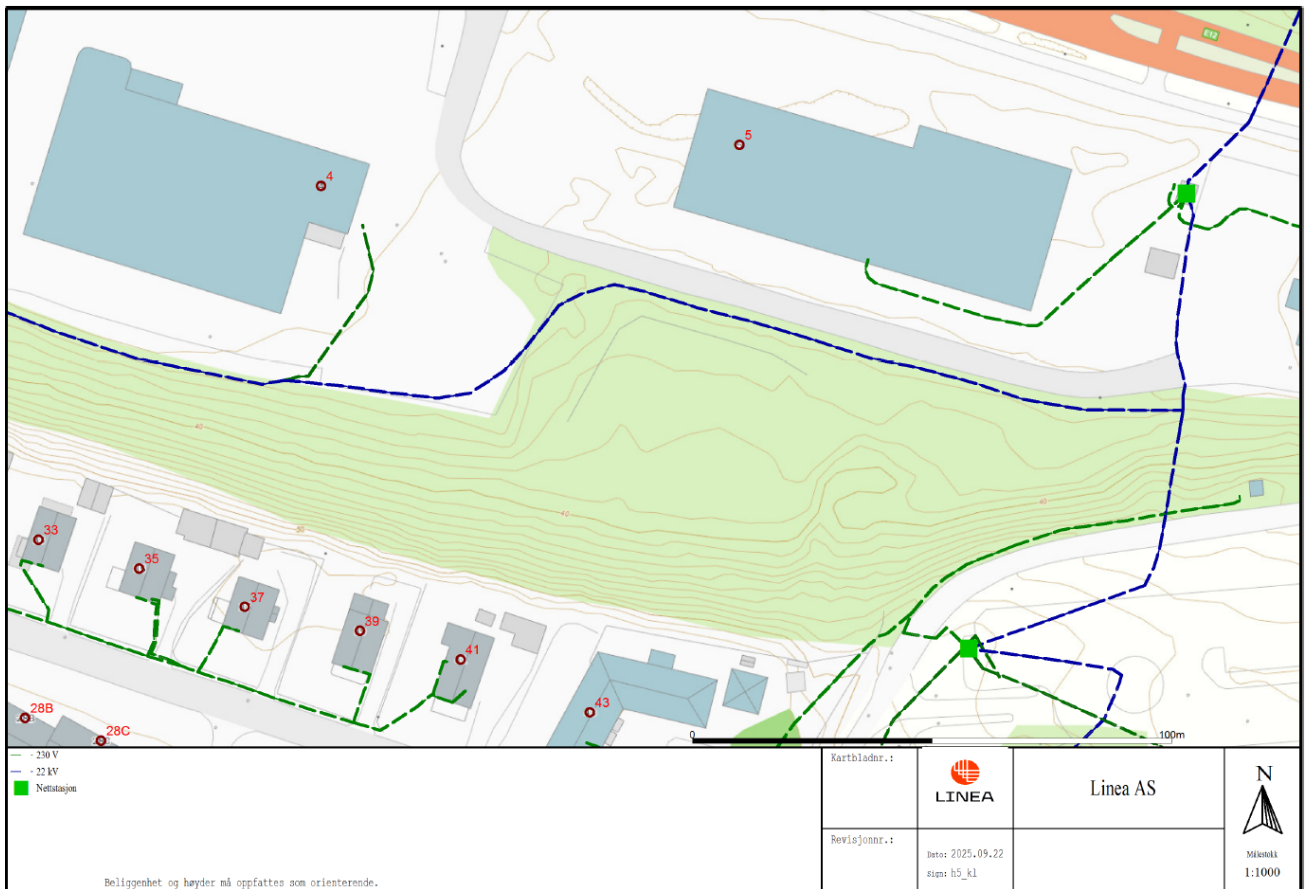 E12
5
4
40
33
35
50
40
40
37
39
41
43
28B
28C
0
100m
- 230 V
- 22 kV
Nettstasjon
Kartbladnr.:
LINEA
Linea AS
N
Revisjonnr.:
Dato: 2025.09.22
Sign: h5_kl
Målestokk
1:1000
Beliggenhet og høyder må oppfattes som orienterende.